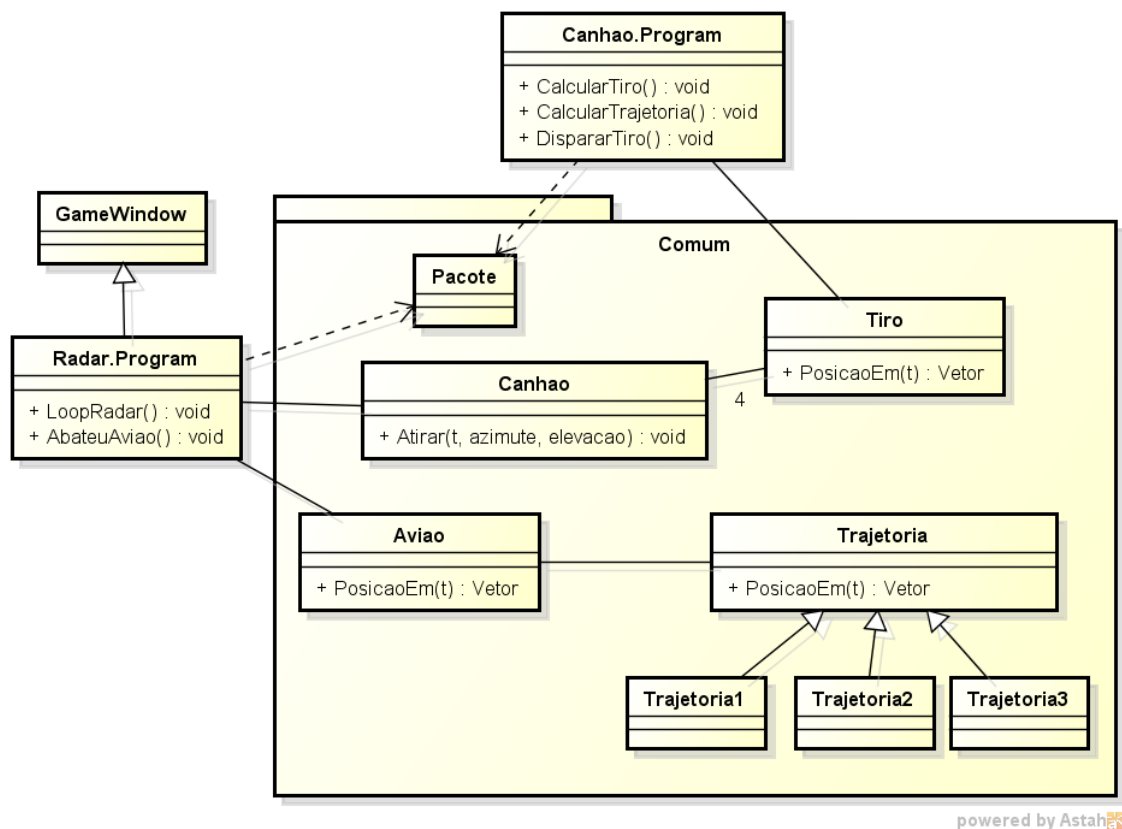 Canhao.Program
+ CalcularTiro() : void
+ CalcularTrajetoria() : void
+ DispararTiro() : void
GameWindow
Comum
Pacote
Tiro
+ PosicaoEm(t) : Vetor
Radar.Program
+ LoopRadar() : void
+ AbateuAviao() : void
Canhao
+ Atirar(t, azimute, elevacao) : void
4
Aviao
+ PosicaoEm(t) : Vetor
Trajetoria
+ PosicaoEm(t) : Vetor
Trajetoria1
Trajetoria2
Trajetoria3
powered by Astah